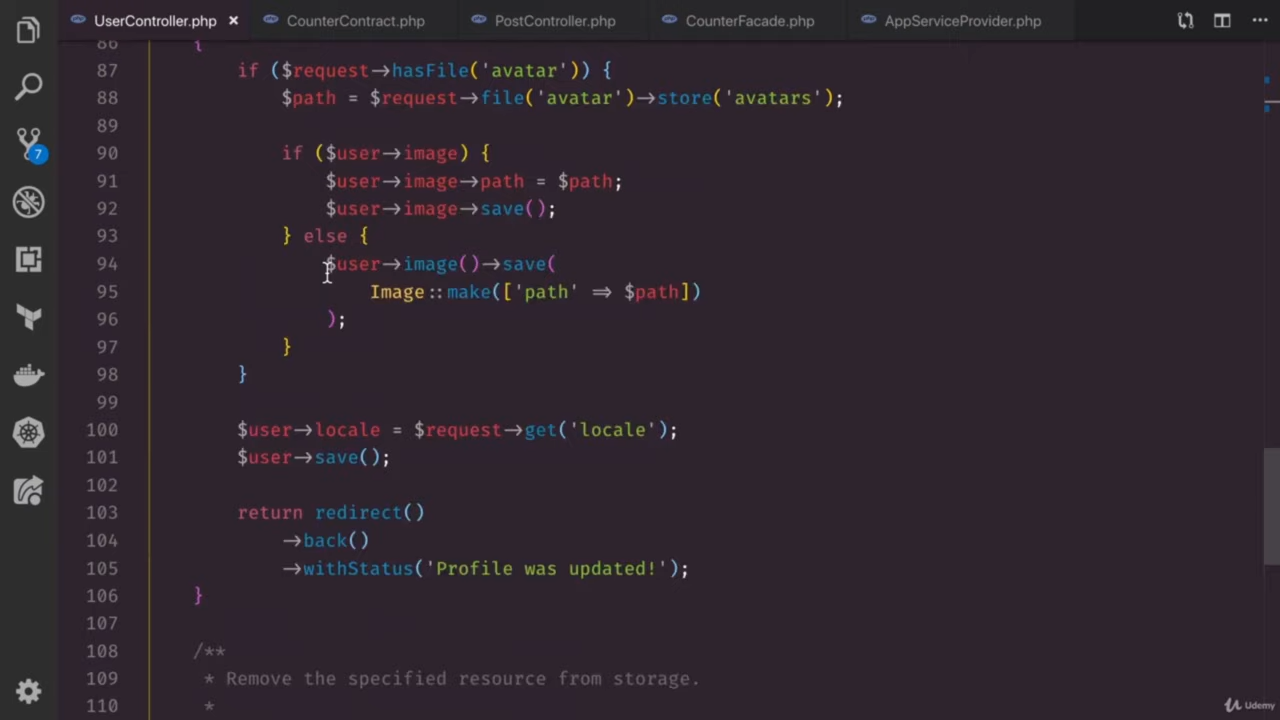 UserController.php × CounterContract.php PostController.php CounterFacade.php AppServiceProvider.php
86 {
87 if ($request->hasFile('avatar')) {
88 $path = $request->file('avatar')->store('avatars');
89
90 if ($user->image) {
91 $user->image->path = $path;
92 $user->image->save();
93 } else {
94 $user->image()->save(
95 Image::make(['path' => $path])
96 );
97 }
98 }
99
100 $user->locale = $request->get('locale');
101 $user->save();
102
103 return redirect()
104 ->back()
105 ->withStatus('Profile was updated!');
106 }
107
108 /**
109 * Remove the specified resource from storage.
110 *
7
Udemy